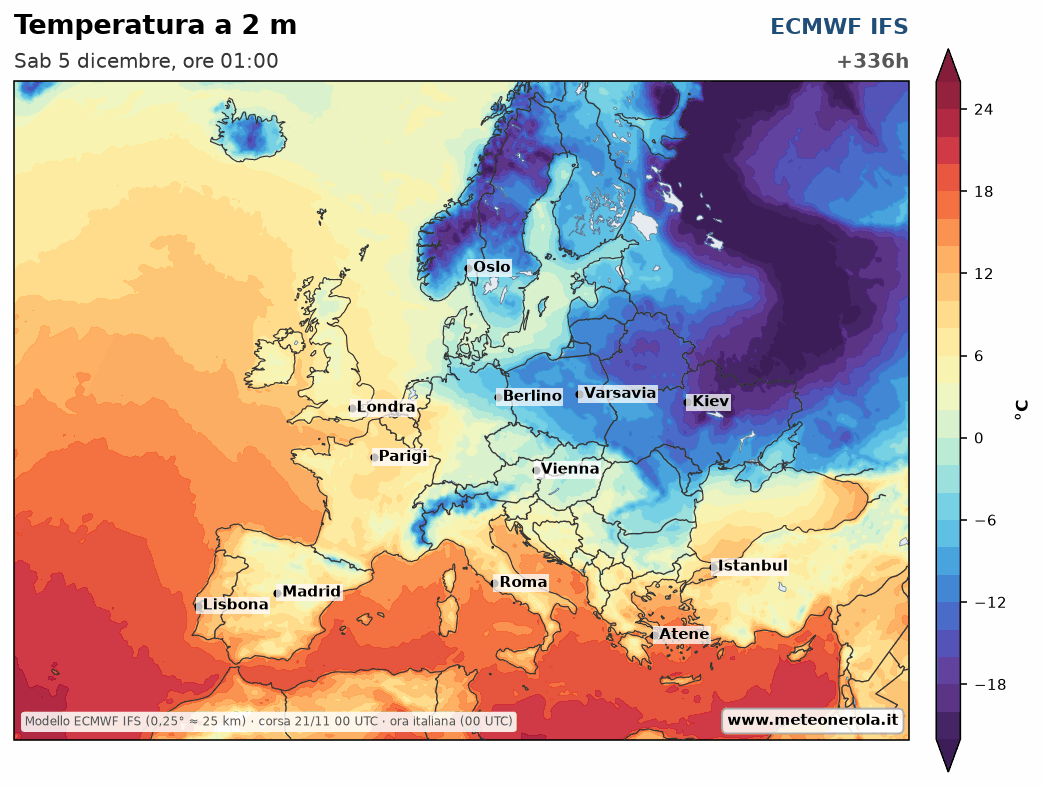 Temperatura a 2 m
ECMWF IFS
Sab 5 dicembre, ore 01:00
+336h
24
18
12
6
0
−6
−12
−18
°C
Oslo
Londra
Berlino
Varsavia
Kiev
Parigi
Vienna
Madrid
Lisbona
Roma
Istanbul
Atene
Modello ECMWF IFS (0,25° ≈ 25 km) · corsa 21/11 00 UTC · ora italiana (00 UTC)
www.meteonerola.it